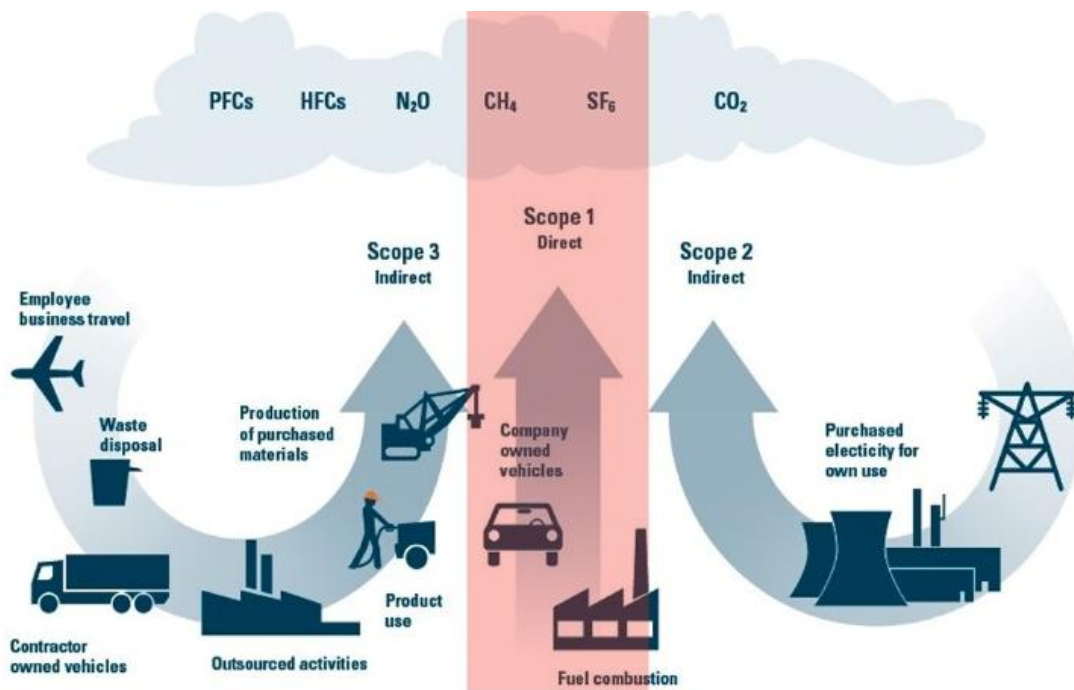 PFCs
HFCs
N₂O
CH₄
SF₆
CO₂
Scope 1
Direct
Scope 3
Indirect
Scope 2
Indirect
Employee
business travel
Waste
disposal
Production
of purchased
materials
Company
owned
vehicles
Purchased
electicity for
own use
Product
use
Contractor
owned vehicles
Outsourced activities
Fuel combustion